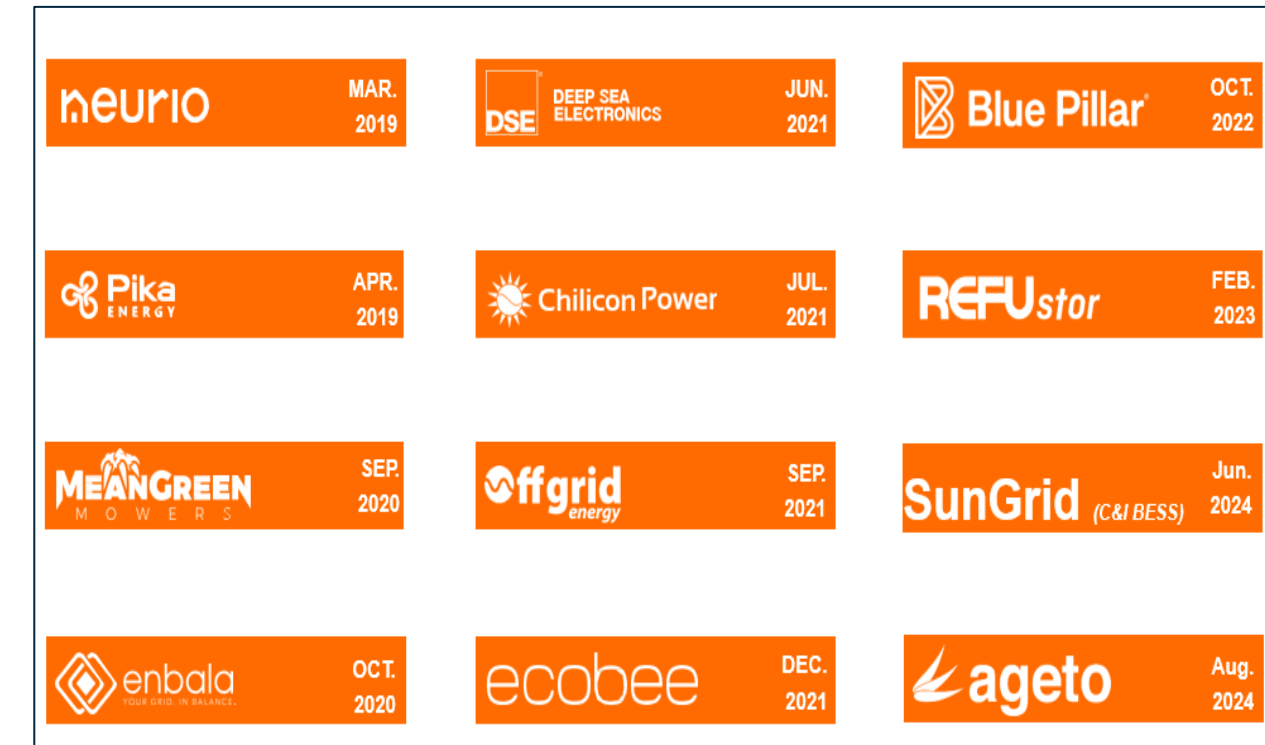 neurio
MAR.
2019
DSE
DEEP SEA
ELECTRONICS
JUN.
2021
Blue Pillar
OCT.
2022
Pika
ENERGY
APR.
2019
Chilicon Power
JUL.
2021
REFUstor
FEB.
2023
MEANGREEN
MOWERS
SEP.
2020
offgrid
energy
SEP.
2021
SunGrid (C&I BESS)
Jun.
2024
enbala
YOUR GRID. IN BALANCE.
OCT.
2020
ecobee
DEC.
2021
ageto
Aug.
2024